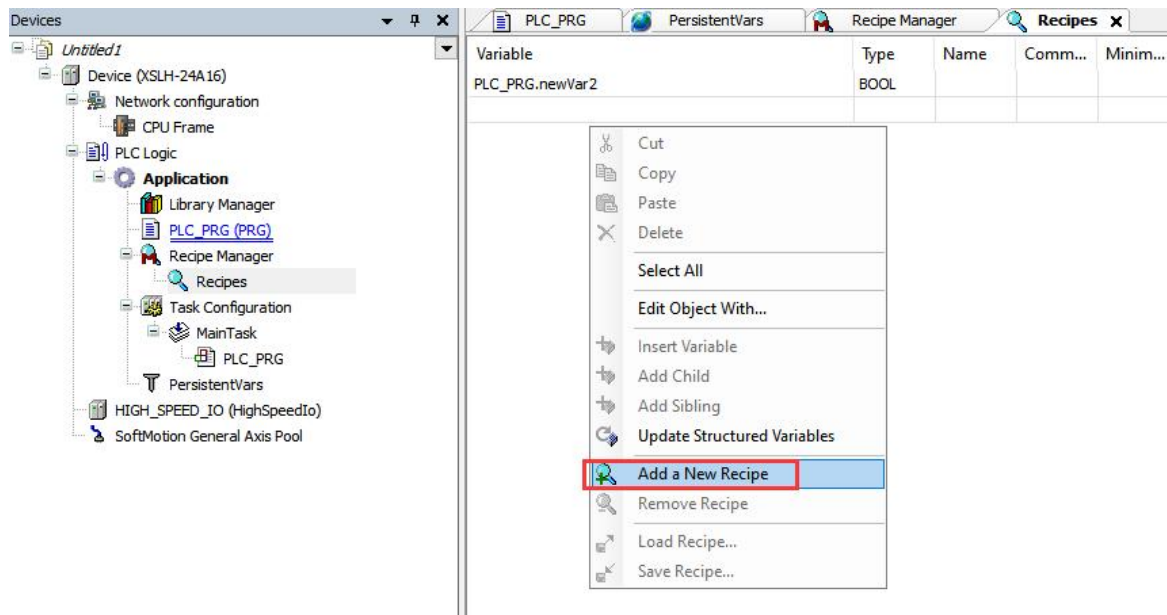 Devices
Untitled1
Device (XSLH-24A16)
Network configuration
CPU Frame
PLC Logic
Application
Library Manager
PLC_PRG (PRG)
Recipe Manager
Recipes
Task Configuration
MainTask
PLC_PRG
PersistentVars
HIGH_SPEED_IO (HighSpeedIo)
SoftMotion General Axis Pool
PLC_PRG PersistentVars Recipe Manager Recipes
Variable Type Name Comm... Minim...
PLC_PRG.newVar2 BOOL
Cut
Copy
Paste
Delete
Select All
Edit Object With...
Insert Variable
Add Child
Add Sibling
Update Structured Variables
Add a New Recipe
Remove Recipe
Load Recipe...
Save Recipe...